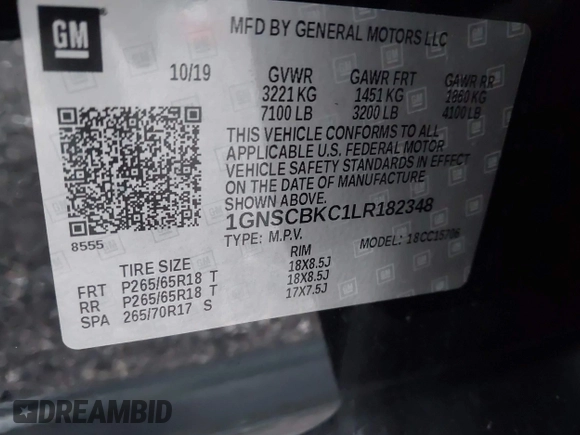 GM
MFD BY GENERAL MOTORS LLC
10/19 GVWR GAWR FRT GAWR RR
3221 KG 1451 KG 1860 KG
7100 LB 3200 LB 4100 LB
THIS VEHICLE CONFORMS TO ALL
APPLICABLE U.S. FEDERAL MOTOR
VEHICLE SAFETY STANDARDS IN EFFECT
ON THE DATE OF MANUFACTURE
SHOWN ABOVE.
1GNSCBKC1LR182348
8555
TYPE: M.P.V. MODEL: 18CC15706
TIRE SIZE RIM
FRT P265/65R18 T 18X8.5J
RR P265/65R18 T 18X8.5J
SPA 265/70R17 S 17X7.5J
DREAMBID